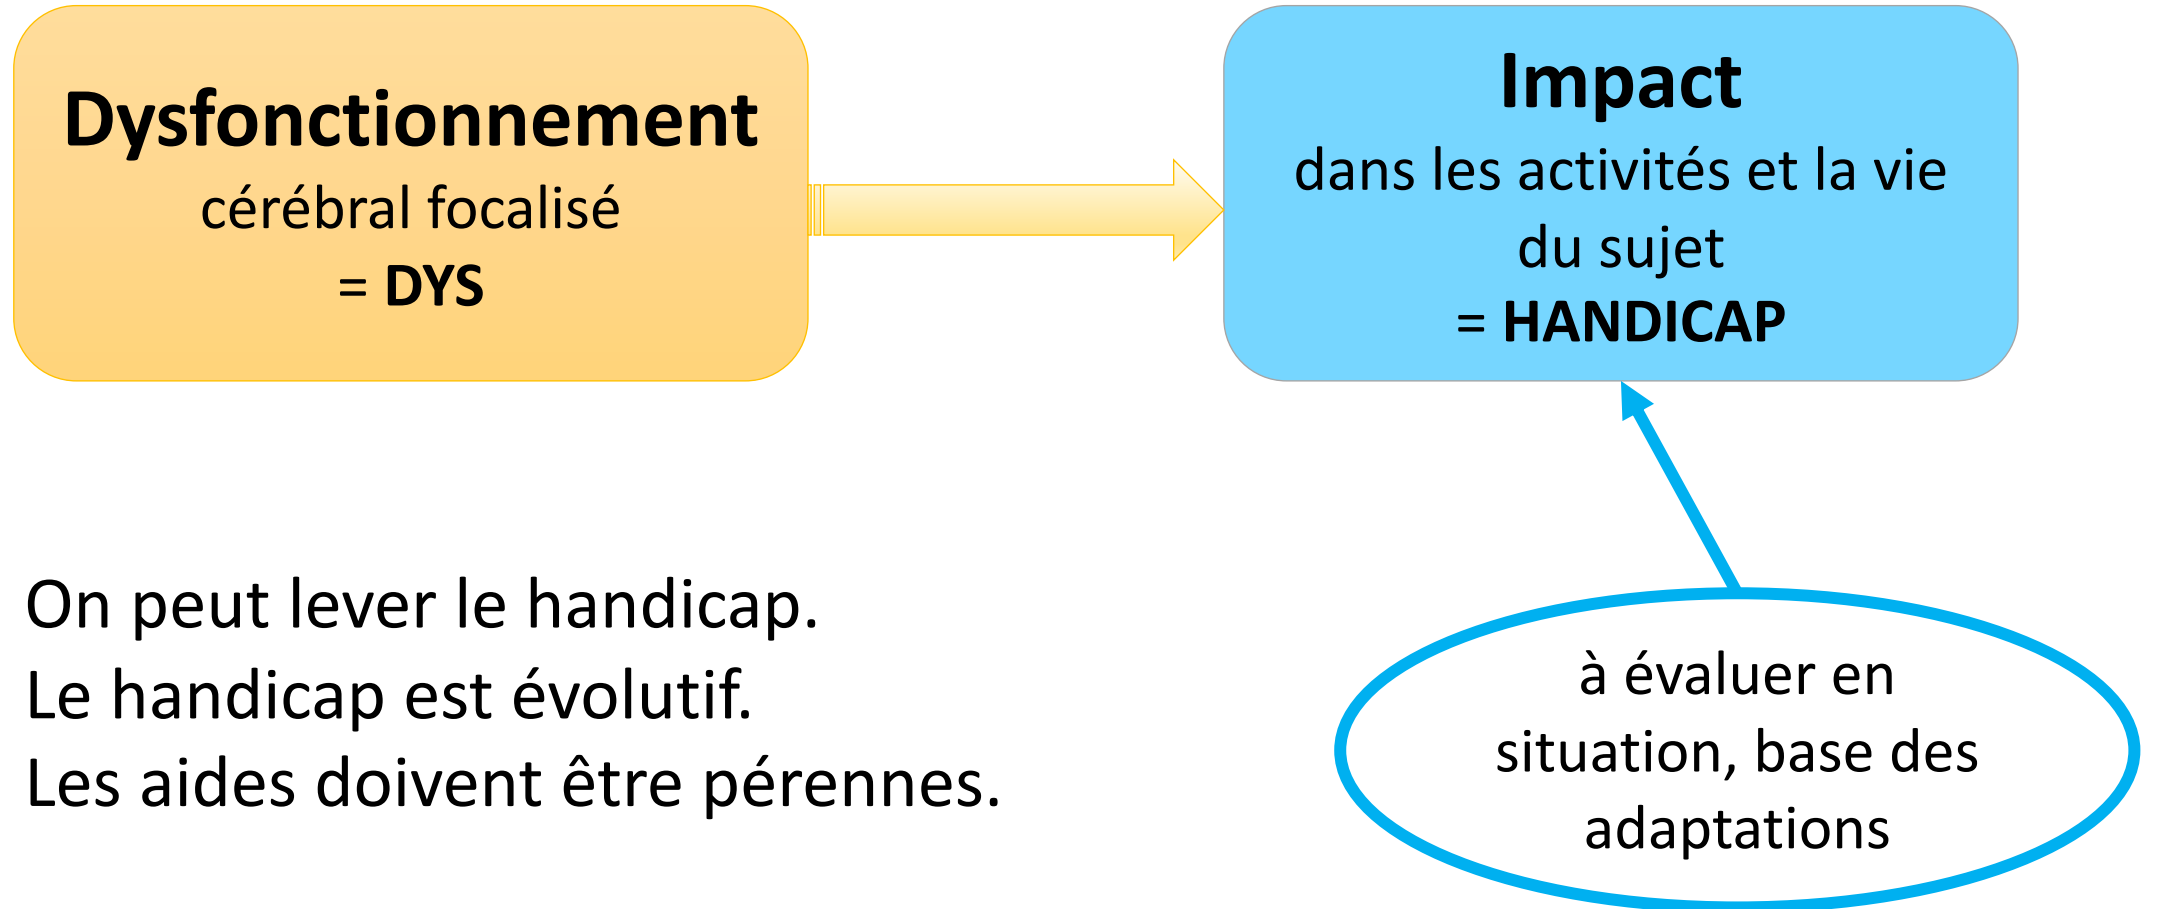 Dysfonctionnement
cérébral focalisé
= DYS
Impact
dans les activités et la vie
du sujet
= HANDICAP
On peut lever le handicap.
Le handicap est évolutif.
Les aides doivent être pérennes.
à évaluer en
situation, base des
adaptations